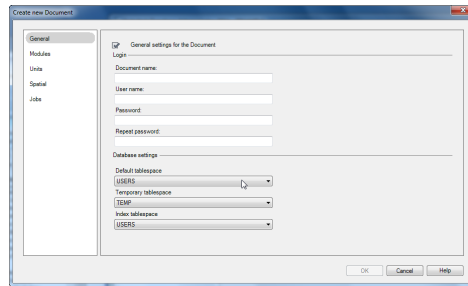 Create new Document
General
Modules
Units
Spatial
Jobs
General settings for the Document
Login
Document name:
User name:
Password:
Repeat password:
Database settings
Default tablespace
USERS
Temporary tablespace
TEMP
Index tablespace
USERS
OK Cancel Help